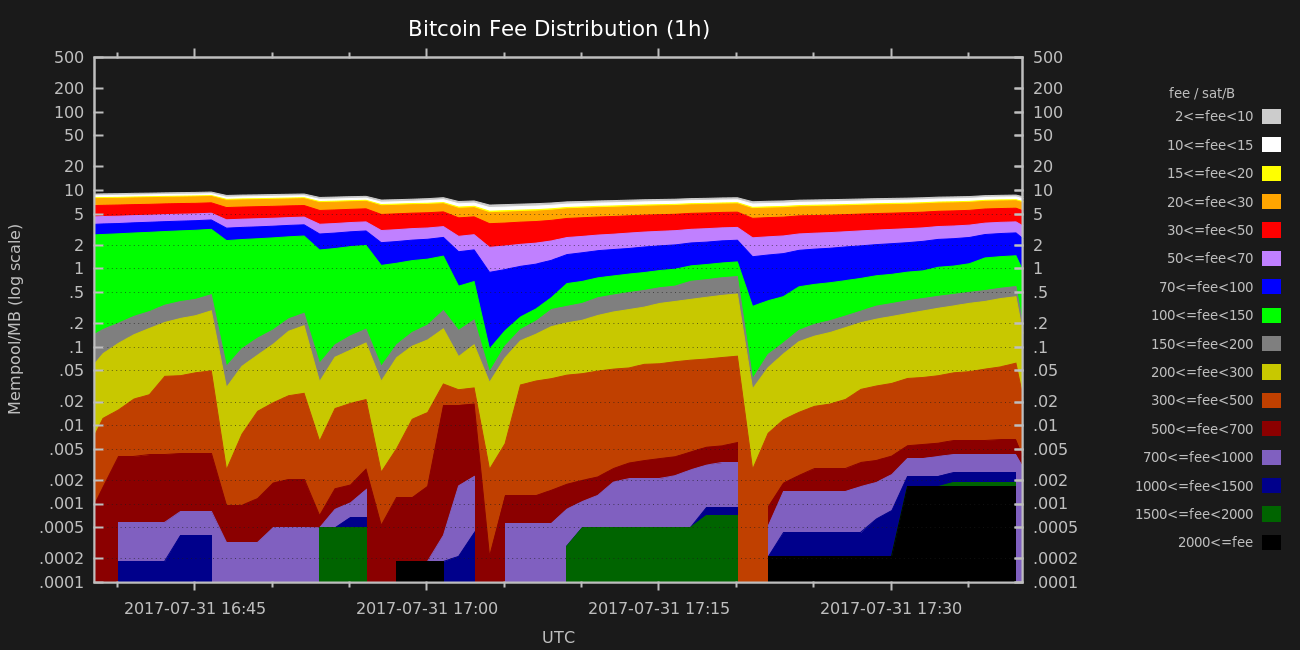 Bitcoin Fee Distribution (1h)
500 500
200 200
100 100
50 50
20 20
10 10
5 5
2 2
1 1
.5 .5
.2 .2
.1 .1
.05 .05
.02 .02
.01 .01
.005 .005
.002 .002
.001 .001
.0005 .0005
.0002 .0002
.0001 .0001
Mempool/MB (log scale)
2017-07-31 16:45 2017-07-31 17:00 2017-07-31 17:15 2017-07-31 17:30
UTC
fee / sat/B
2<=fee<10
10<=fee<15
15<=fee<20
20<=fee<30
30<=fee<50
50<=fee<70
70<=fee<100
100<=fee<150
150<=fee<200
200<=fee<300
300<=fee<500
500<=fee<700
700<=fee<1000
1000<=fee<1500
1500<=fee<2000
2000<=fee